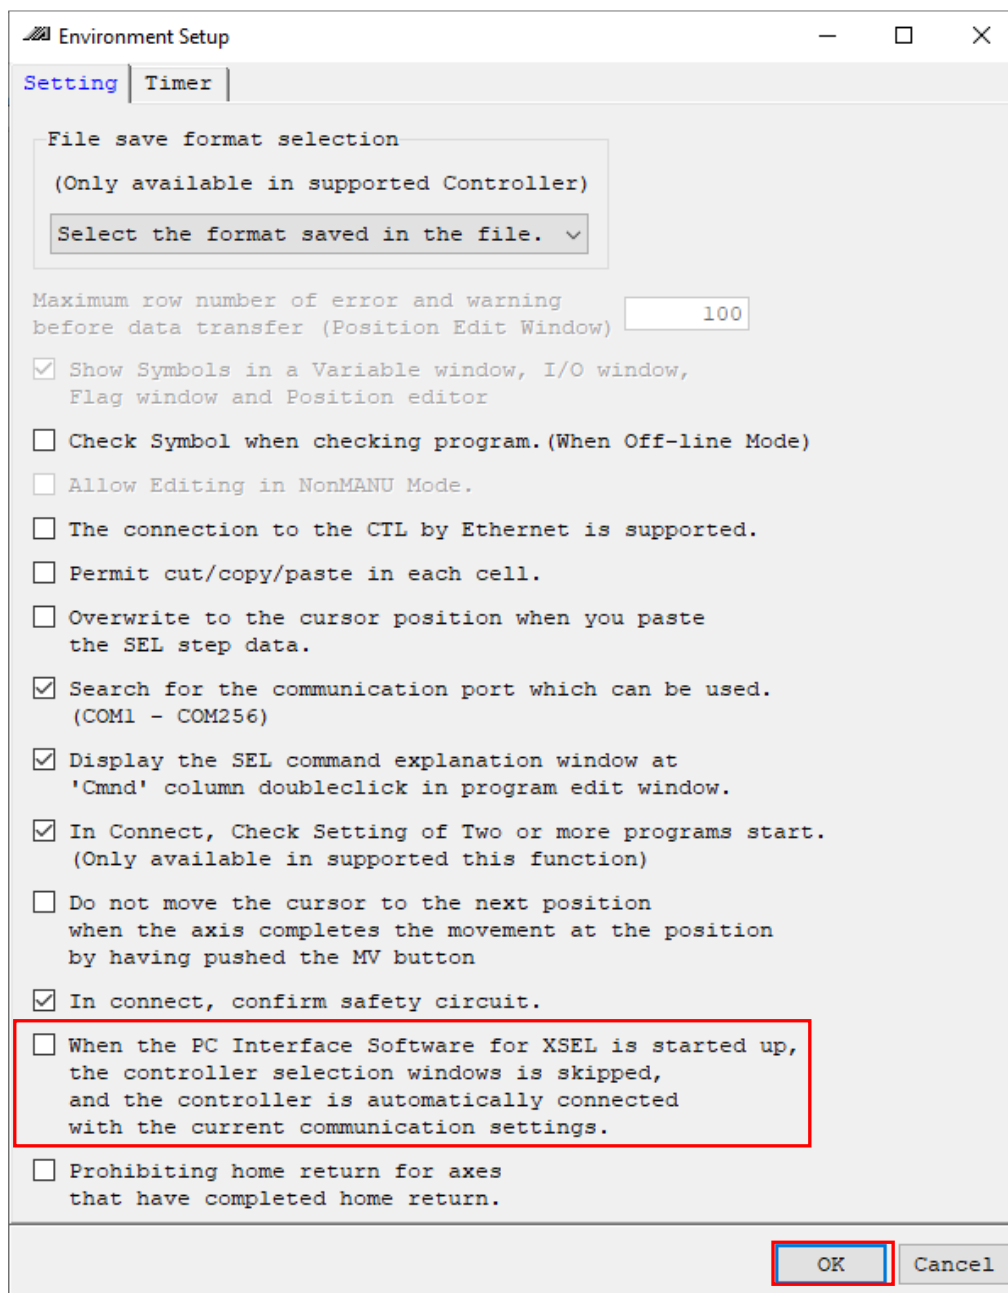 Environment Setup
Setting
Timer
File save format selection
(Only available in supported Controller)
Select the format saved in the file.
Maximum row number of error and warning
before data transfer (Position Edit Window)
100
Show Symbols in a Variable window, I/O window,
Flag window and Position editor
Check Symbol when checking program.(When Off-line Mode)
Allow Editing in NonMANU Mode.
The connection to the CTL by Ethernet is supported.
Permit cut/copy/paste in each cell.
Overwrite to the cursor position when you paste
the SEL step data.
Search for the communication port which can be used.
(COM1 - COM256)
Display the SEL command explanation window at
'Cmnd' column doubleclick in program edit window.
In Connect, Check Setting of Two or more programs start.
(Only available in supported this function)
Do not move the cursor to the next position
when the axis completes the movement at the position
by having pushed the MV button
In connect, confirm safety circuit.
When the PC Interface Software for XSEL is started up,
the controller selection windows is skipped,
and the controller is automatically connected
with the current communication settings.
Prohibiting home return for axes
that have completed home return.
OK
Cancel